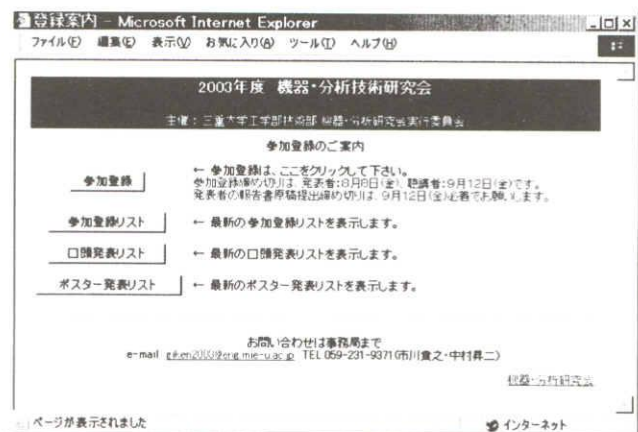 登録案内 - Microsoft Internet Explorer
ファイル(F) 編集(E) 表示(V) お気に入り(A) ツール(T) ヘルプ(H)
2003年度 機器・分析技術研究会
主催：三重大学工学部技術部 機器・分析研究会実行委員会
参加登録のご案内
参加登録 ← 参加登録は、ここをクリックして下さい。
参加登録締め切りは、発表者：8月8日(金)、聴講者：9月12日(金)です。
発表者の報告書原稿提出締め切りは、9月12日(金)必着でお願いします。
参加登録リスト ← 最新の参加登録リストを表示します。
口頭発表リスト ← 最新の口頭発表リストを表示します。
ポスター発表リスト ← 最新のポスター発表リストを表示します。
お問い合わせは事務局まで
e-mail giken2003@eng.mie-u.ac.jp TEL 059-231-9371(市川貴之・中村昇二)
機器・分析研究会
ページが表示されました インターネット